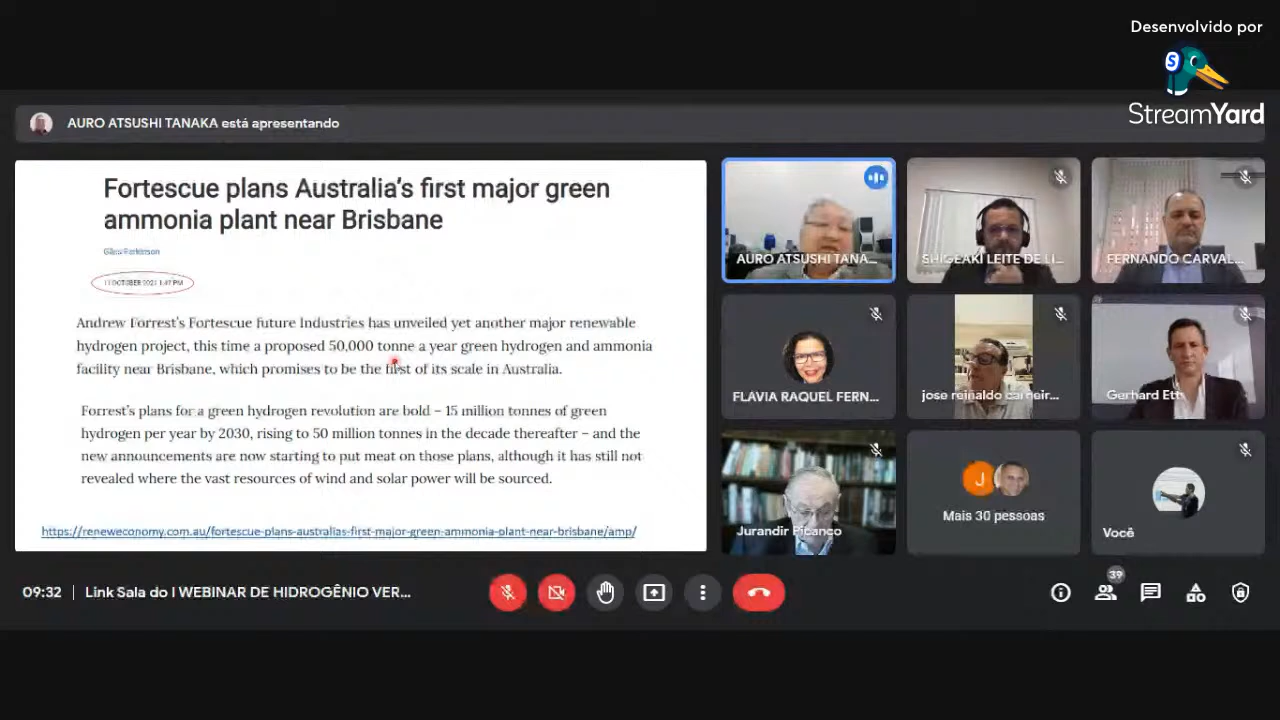 Desenvolvido por
StreamYard
AURO ATSUSHI TANAKA está apresentando
Fortescue plans Australia's first major green
ammonia plant near Brisbane
Giles Parkinson
OCTOBER 2021 1:47 PM
Andrew Forrest's Fortescue future Industries has unveiled yet another major renewable
hydrogen project, this time a proposed 50,000 tonne a year green hydrogen and ammonia
facility near Brisbane, which promises to be the first of its scale in Australia.
Forrest's plans for a green hydrogen revolution are bold – 15 million tonnes of green
hydrogen per year by 2030, rising to 50 million tonnes in the decade thereafter – and the
new announcements are now starting to put meat on those plans, although it has still not
revealed where the vast resources of wind and solar power will be sourced.
https://reneweconomy.com.au/fortescue-plans-australias-first-major-green-ammonia-plant-near-brisbane/amp/
AURO ATSUSHI TANA...
SHIGEAKI LEITE DE LI...
FERNANDO CARVAL...
FLÁVIA RAQUEL FERN...
jose reinaldo carneir...
Gerhard Ett
Jurandir Picanço
J
Mais 30 pessoas
Você
09:32 | Link Sala do I WEBINAR DE HIDROGÊNIO VER...
39